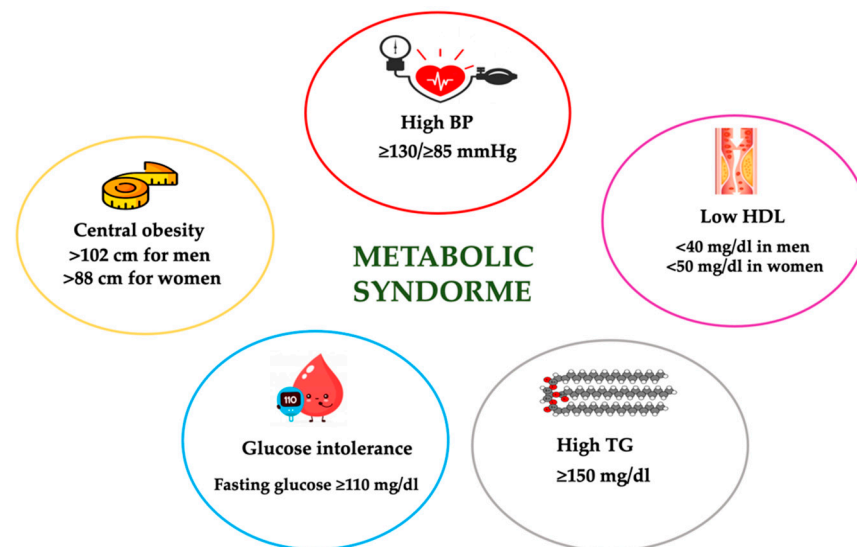 High BP
≥130/≥85 mmHg
Central obesity
>102 cm for men
>88 cm for women
Low HDL
<40 mg/dl in men
<50 mg/dl in women
METABOLIC
SYNDORME
110
Glucose intolerance
Fasting glucose ≥110 mg/dl
High TG
≥150 mg/dl